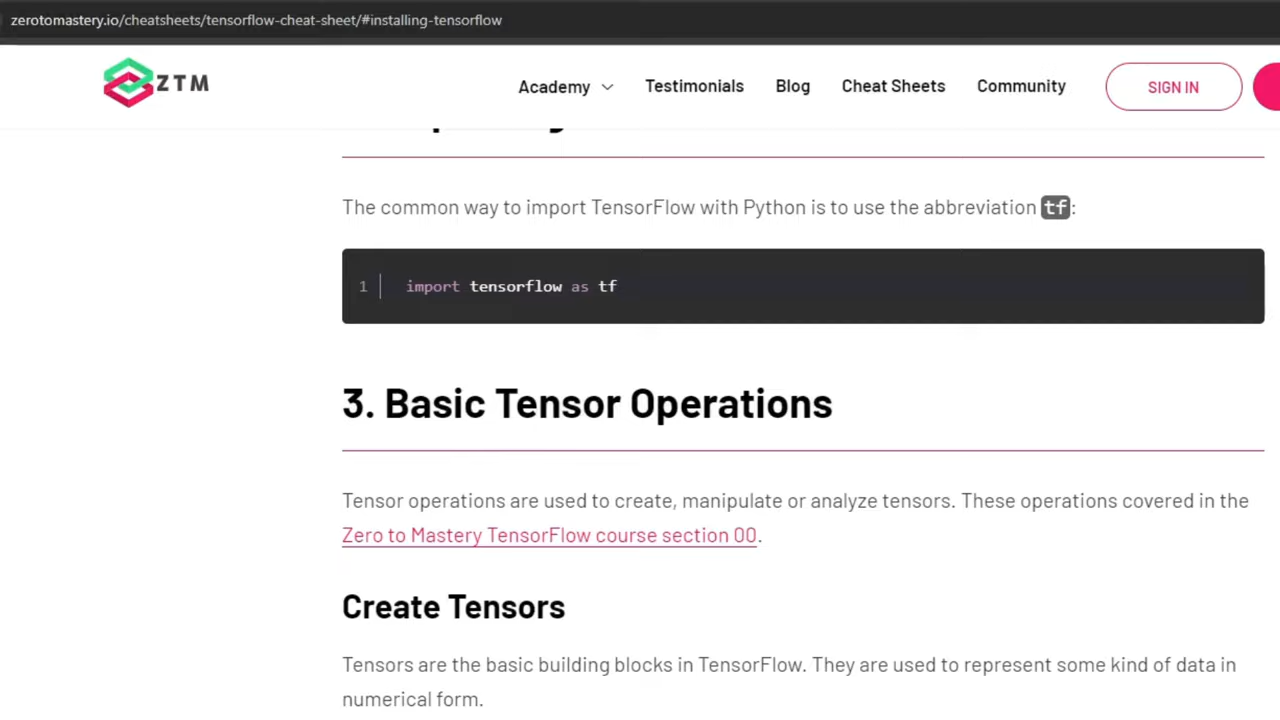 zerotomastery.io/cheatsheets/tensorflow-cheat-sheet/#installing-tensorflow
ZTM
Academy
Testimonials
Blog
Cheat Sheets
Community
SIGN IN
The common way to import TensorFlow with Python is to use the abbreviation tf:
1 import tensorflow as tf
3. Basic Tensor Operations
Tensor operations are used to create, manipulate or analyze tensors. These operations covered in the
Zero to Mastery TensorFlow course section 00.
Create Tensors
Tensors are the basic building blocks in TensorFlow. They are used to represent some kind of data in
numerical form.